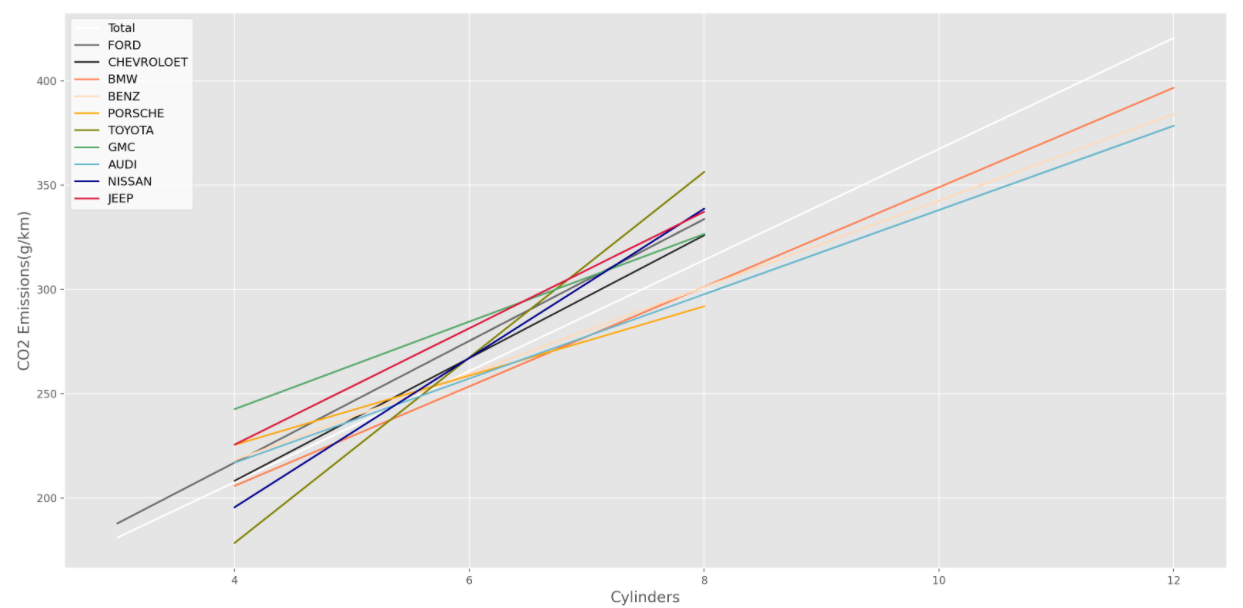 Total
FORD
CHEVROLOET
BMW
BENZ
PORSCHE
TOYOTA
GMC
AUDI
NISSAN
JEEP
400
350
300
250
200
CO2 Emissions(g/km)
4 6 8 10 12
Cylinders